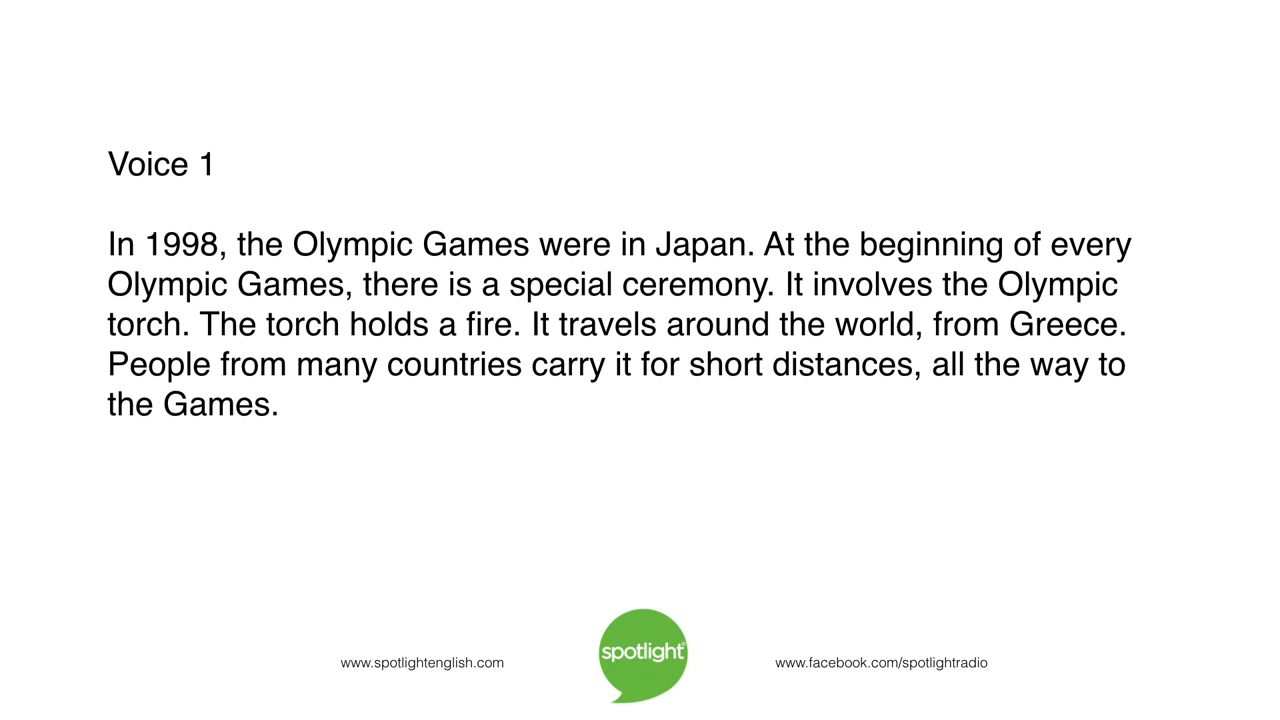 Voice 1
In 1998, the Olympic Games were in Japan. At the beginning of every
Olympic Games, there is a special ceremony. It involves the Olympic
torch. The torch holds a fire. It travels around the world, from Greece.
People from many countries carry it for short distances, all the way to
the Games.
www.spotlightenglish.com
spotlight®
www.facebook.com/spotlightradio